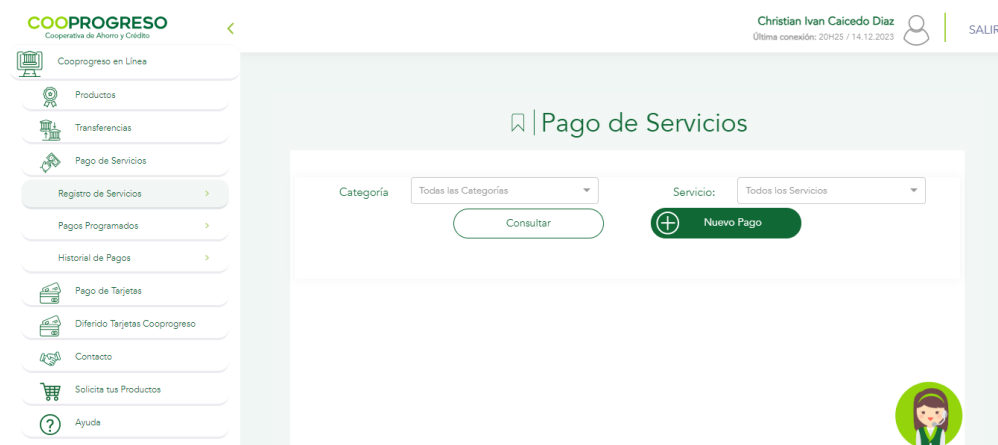 COOPROGRESO
Cooperativa de Ahorro y Crédito
Christian Ivan Caicedo Diaz
Última conexión: 20H25 / 14.12.2023
SALIR
Cooprogreso en Línea
Productos
Transferencias
Pago de Servicios
Registro de Servicios
Pagos Programados
Historial de Pagos
Pago de Tarjetas
Diferido Tarjetas Cooprogreso
Contacto
Solicita tus Productos
Ayuda
Pago de Servicios
Categoría Todas las Categorías Servicio: Todos los Servicios
Consultar Nuevo Pago